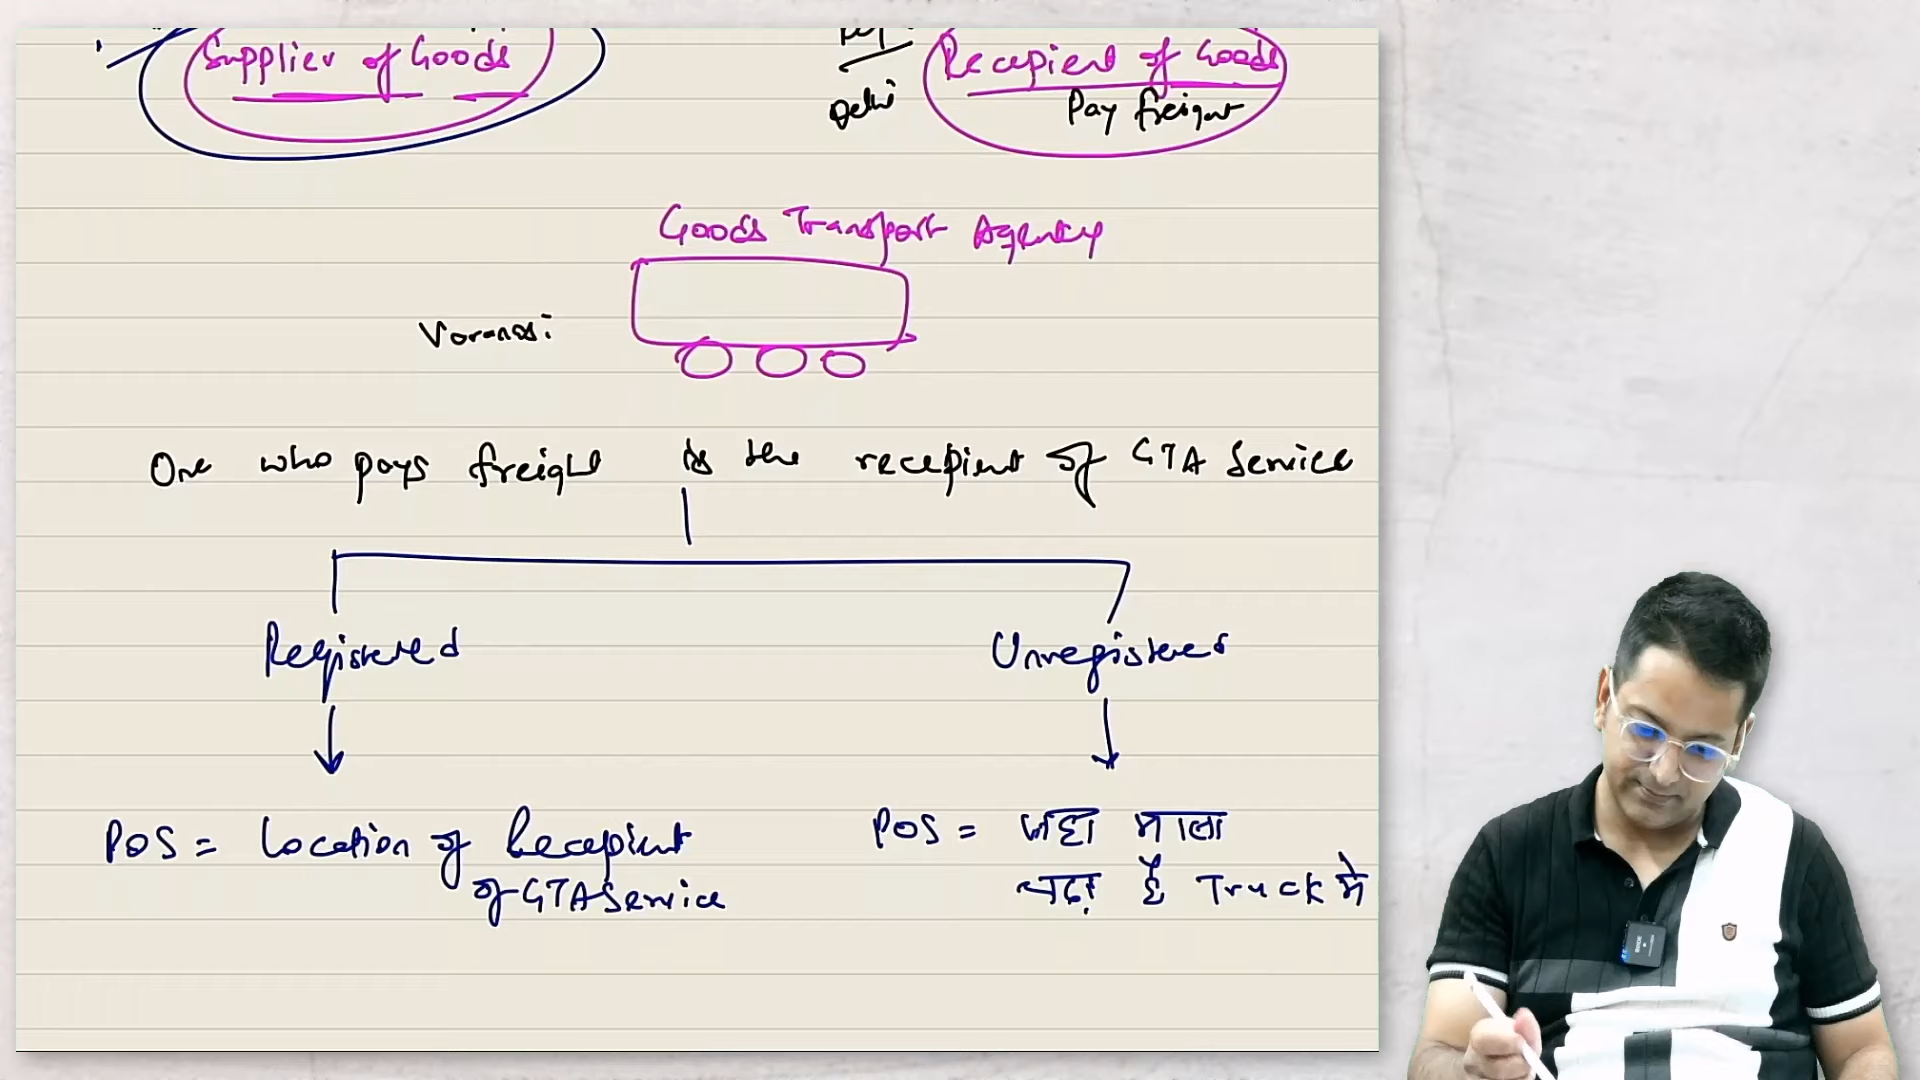 Supplier of Goods
Delhi
Recepient of Goods
Pay freight
Goods Transport Agency
Varanasi
One who pays freight is the recepient of GTA Service
Registered
Unregistered
POS = Location of Recepient
of GTA Service
POS = जहा माल
चढ़ा है Truck मे